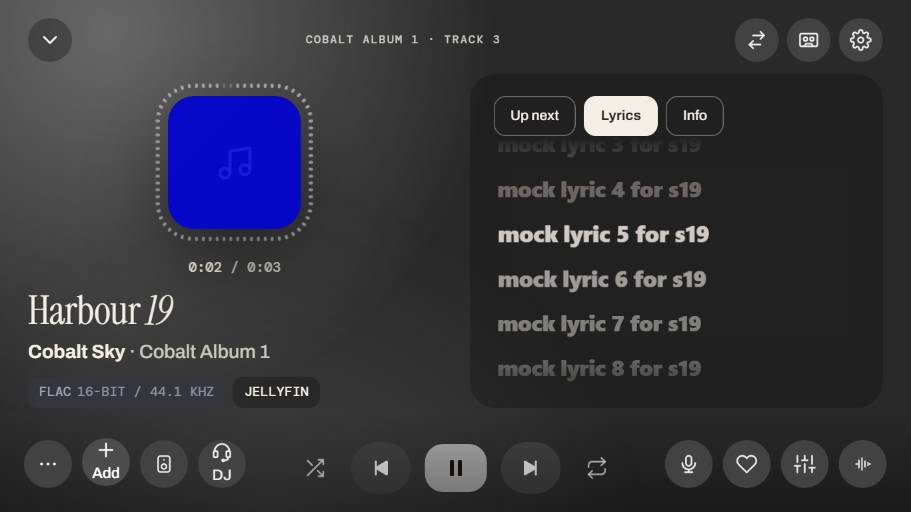 COBALT ALBUM 1 · TRACK 3
0:02 / 0:03
Harbour 19
Cobalt Sky · Cobalt Album 1
FLAC 16-BIT / 44.1 KHZ
JELLYFIN
Up next
Lyrics
Info
mock lyric 3 for s19
mock lyric 4 for s19
mock lyric 5 for s19
mock lyric 6 for s19
mock lyric 7 for s19
mock lyric 8 for s19
Add
DJ